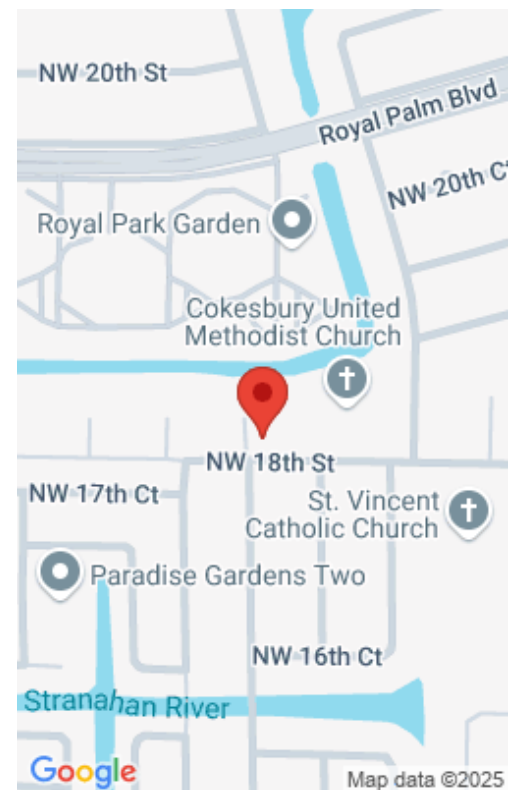 NW 20th St
Royal Palm Blvd
NW 20th C
Royal Park Garden
Cokesbury United
Methodist Church
NW 18th St
NW 17th Ct
St. Vincent
Catholic Church
Paradise Gardens Two
NW 16th Ct
Stranahan River
Google
Map data ©2025